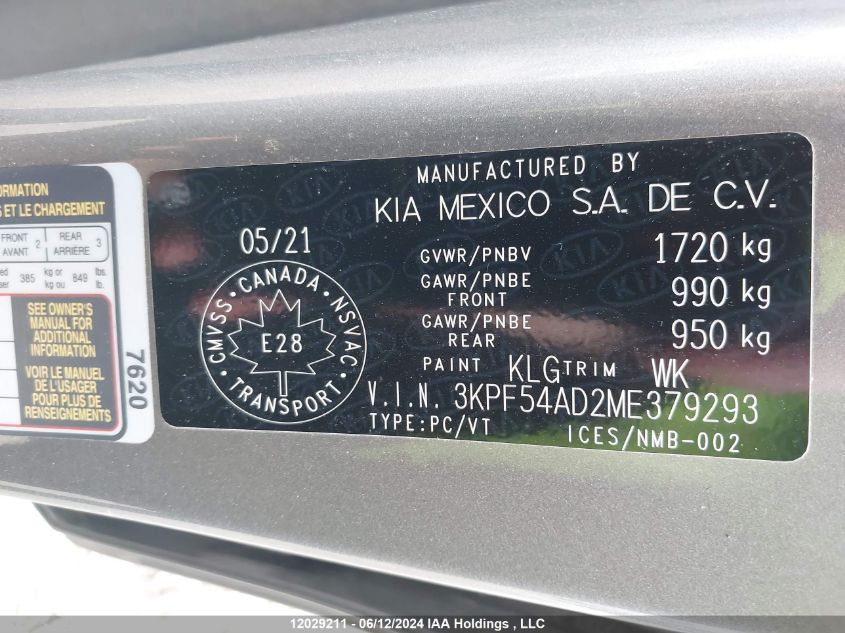 ORMATION
S ET LE CHARGEMENT
FRONT
AVANT
2
REAR
ARRIÈRE
3
385
kg or
kg ou
849
lbs.
lb.
SEE OWNER'S
MANUAL FOR
ADDITIONAL
INFORMATION
VOIR LE MANUEL
DE L'USAGER
POUR PLUS DE
RENSEIGNEMENTS
7620
MANUFACTURED BY
KIA MEXICO S.A. DE C.V.
05/21
GVWR/PNBV 1720 kg
GAWR/PNBE
FRONT
990 kg
GAWR/PNBE
REAR
950 kg
CANADA
CMVSS · NSVAC
E28
TRANSPORT
PAINT KLG TRIM WK
V.I.N. 3KPF54AD2ME379293
TYPE:PC/VT ICES/NMB-002
KIA
12029211 - 06/12/2024 IAA Holdings, LLC